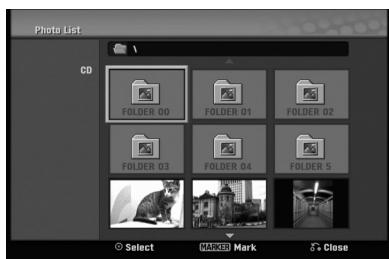 Photo List
\
CD
FOLDER 00 FOLDER 01 FOLDER 02
FOLDER 03 FOLDER 04 FOLDER 5
Select MARKER Mark Close